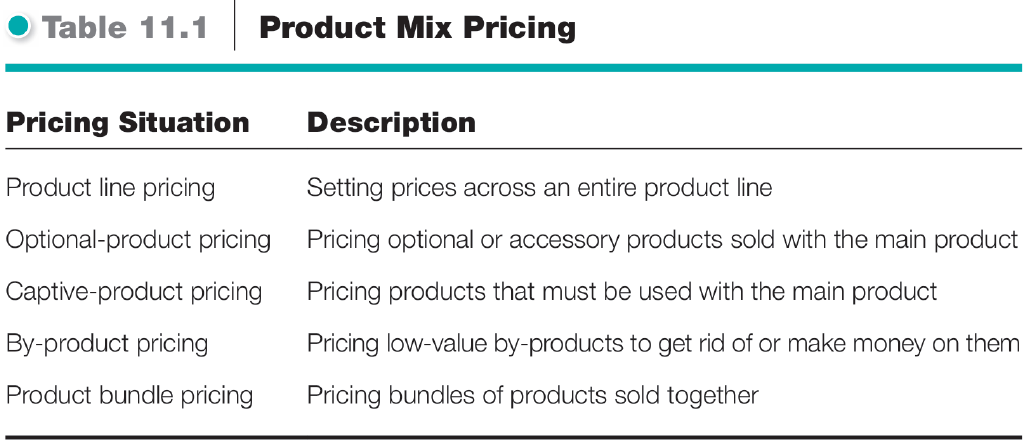 Table 11.1 Product Mix Pricing
Pricing Situation Description
Product line pricing Setting prices across an entire product line
Optional-product pricing Pricing optional or accessory products sold with the main product
Captive-product pricing Pricing products that must be used with the main product
By-product pricing Pricing low-value by-products to get rid of or make money on them
Product bundle pricing Pricing bundles of products sold together